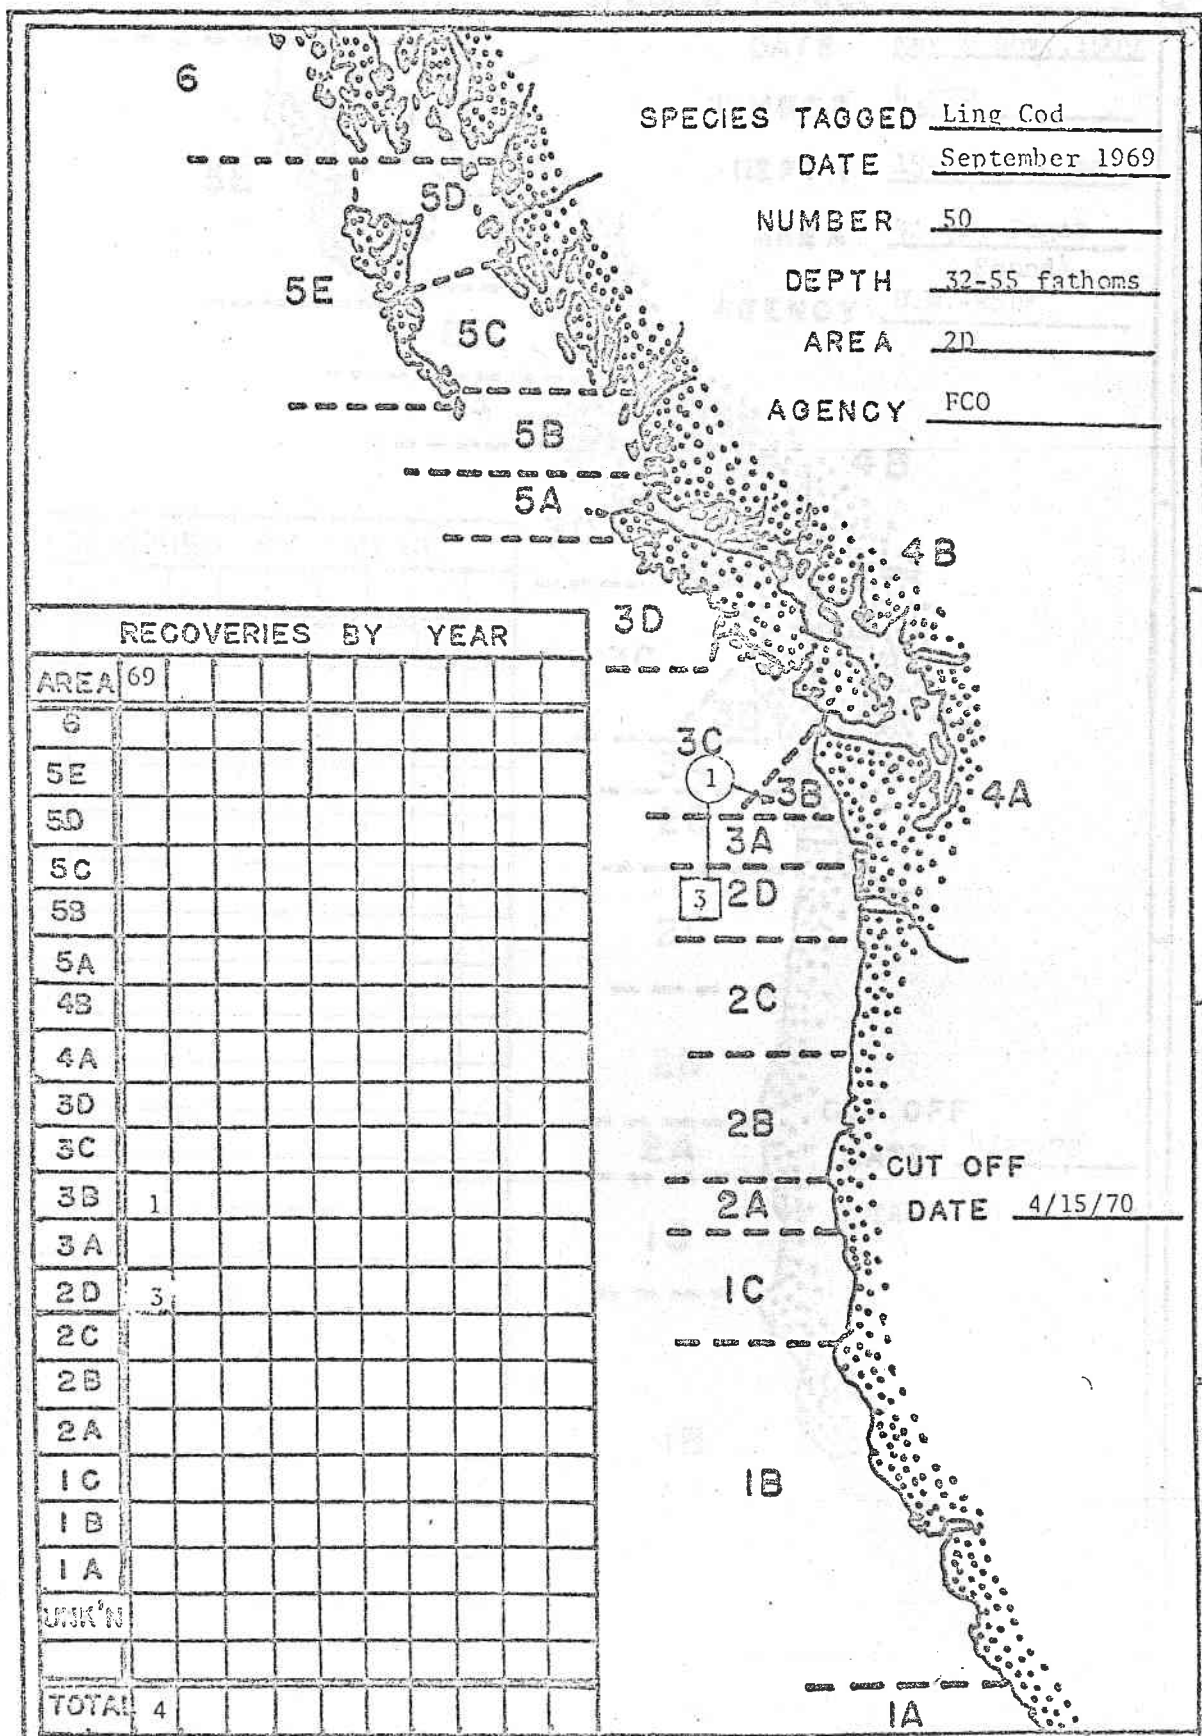 6
SPECIES TAGGED Ling Cod
DATE September 1969
NUMBER 50
DEPTH 32-55 fathoms
AREA 2D
AGENCY FCO
5D
5E
5C
5B
5A
4B
3D
3C
1
3B
4A
3A
3 2D
2C
2B
2A
1C
1B
1A
CUT OFF
DATE 4/15/70
RECOVERIES BY YEAR
AREA 69
6
5E
5D
5C
5B
5A
4B
4A
3D
3C
3B 1
3A
2D 3
2C
2B
2A
1C
1B
1A
UNK'N
TOTAL 4